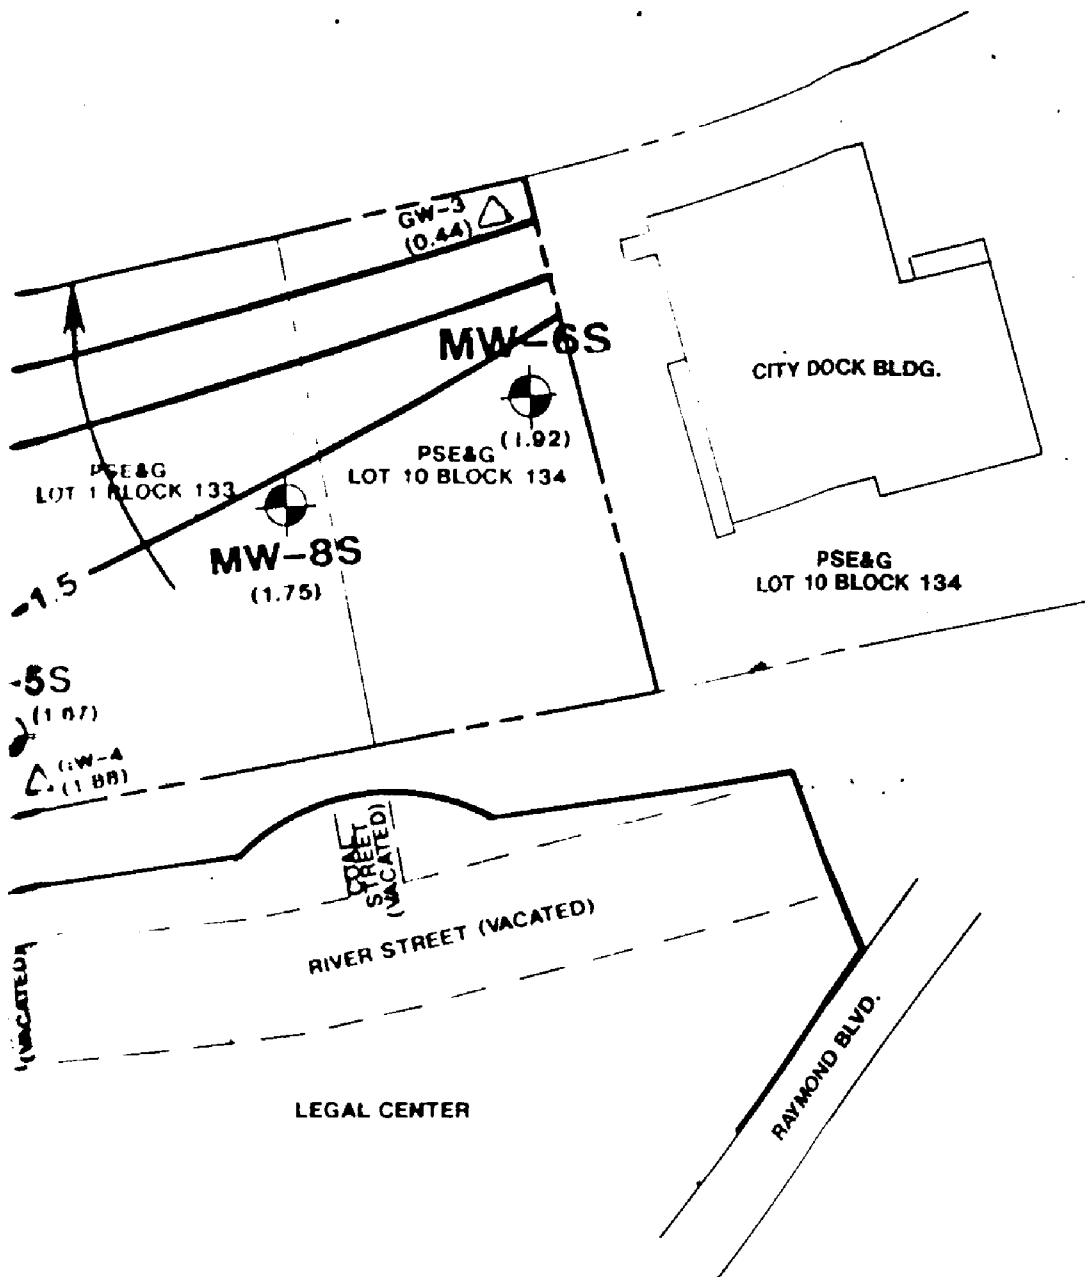 GW-3
(0.44)
MW-6S
(1.92)
CITY DOCK BLDG.
PSE&G
LOT 10 BLOCK 134
PSE&G
LOT 1 BLOCK 133
MW-8S
(1.75)
PSE&G
LOT 10 BLOCK 134
1.5
-5S
GW-4
(1.88)
COAL
STREET
(VACATED)
RIVER STREET (VACATED)
(VACATED)
RAYMOND BLVD.
LEGAL CENTER